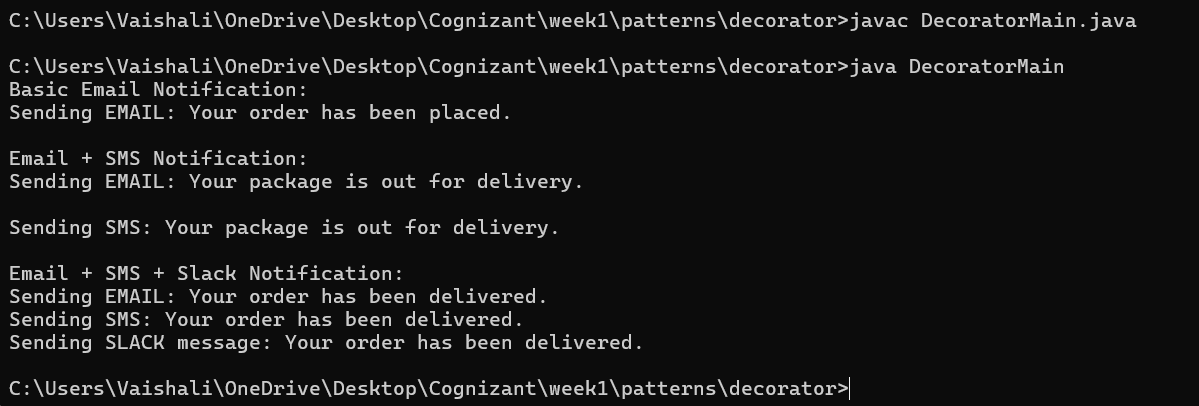 C:\Users\Vaishali\OneDrive\Desktop\Cognizant\week1\patterns\decorator>javac DecoratorMain.java
C:\Users\Vaishali\OneDrive\Desktop\Cognizant\week1\patterns\decorator>java DecoratorMain
Basic Email Notification:
Sending EMAIL: Your order has been placed.
Email + SMS Notification:
Sending EMAIL: Your package is out for delivery.
Sending SMS: Your package is out for delivery.
Email + SMS + Slack Notification:
Sending EMAIL: Your order has been delivered.
Sending SMS: Your order has been delivered.
Sending SLACK message: Your order has been delivered.
C:\Users\Vaishali\OneDrive\Desktop\Cognizant\week1\patterns\decorator>